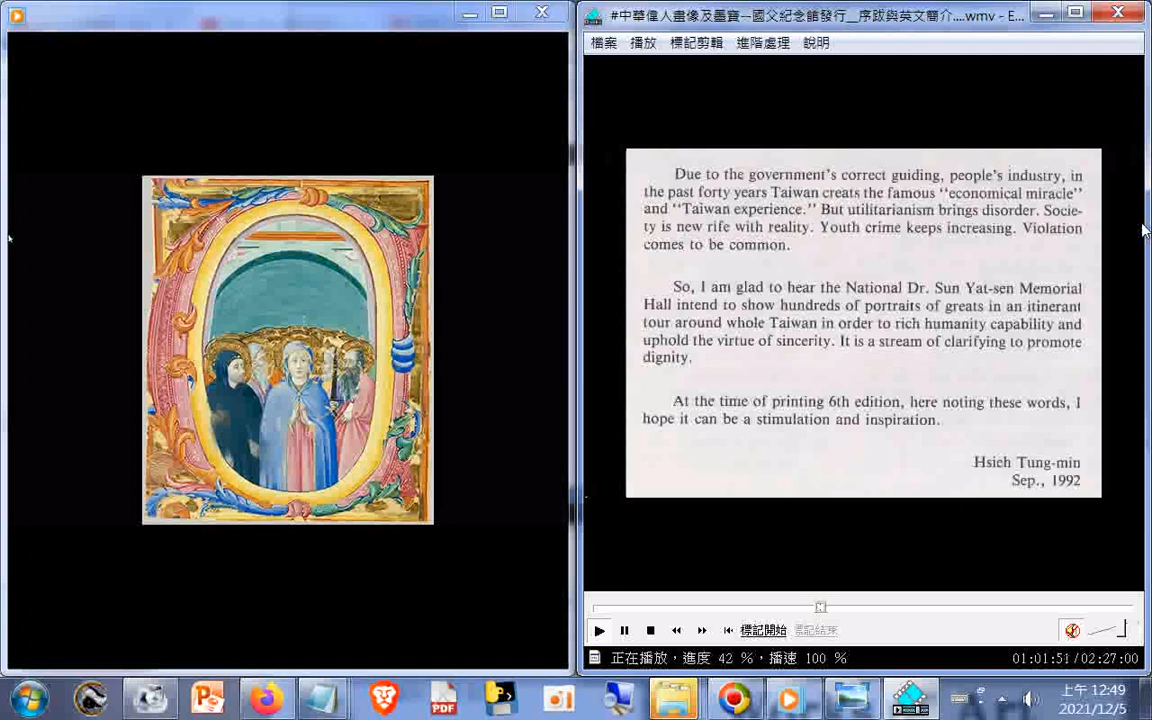 #中華偉人畫像及墨寶--國父紀念館發行__序跋與英文簡介....wmv - E...
檔案 播放 標記剪輯 進階處理 說明
Due to the government's correct guiding, people's industry, in
the past forty years Taiwan creates the famous "economical miracle"
and "Taiwan experience." But utilitarianism brings disorder. Socie-
ty is new rife with reality. Youth crime keeps increasing. Violation
comes to be common.
So, I am glad to hear the National Dr. Sun Yat-sen Memorial
Hall intend to show hundreds of portraits of greats in an itinerant
tour around whole Taiwan in order to rich humanity capability and
uphold the virtue of sincerity. It is a stream of clarifying to promote
dignity.
At the time of printing 6th edition, here noting these words, I
hope it can be a stimulation and inspiration.
Hsieh Tung-min
Sep., 1992
標記開始 標記結束
正在播放，進度 42 %，播速 100 % 01:01:51 / 02:27:00
PDF
上午 12:49
2021/12/5